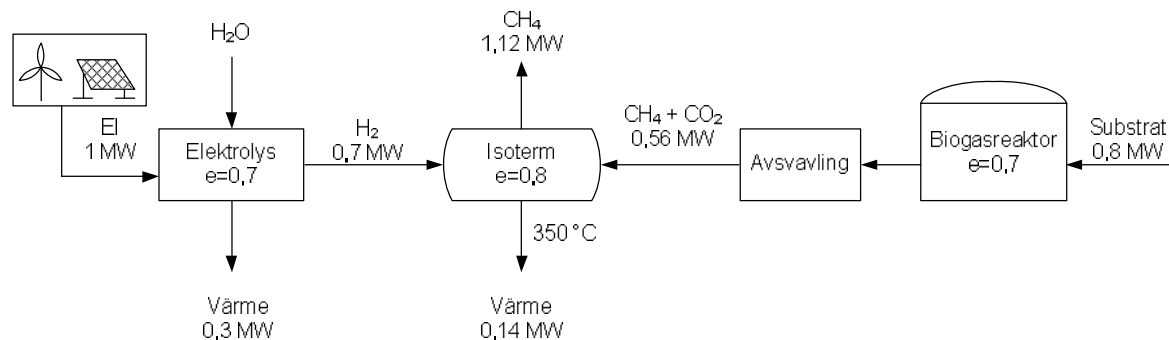 H₂O
El
1 MW
Elektrolys
e=0,7
Värme
0,3 MW
H₂
0,7 MW
CH₄
1,12 MW
Isoterm
e=0,8
350 °C
Värme
0,14 MW
CH₄ + CO₂
0,56 MW
Avsvavling
Biogasreaktor
e=0,7
Substrat
0,8 MW